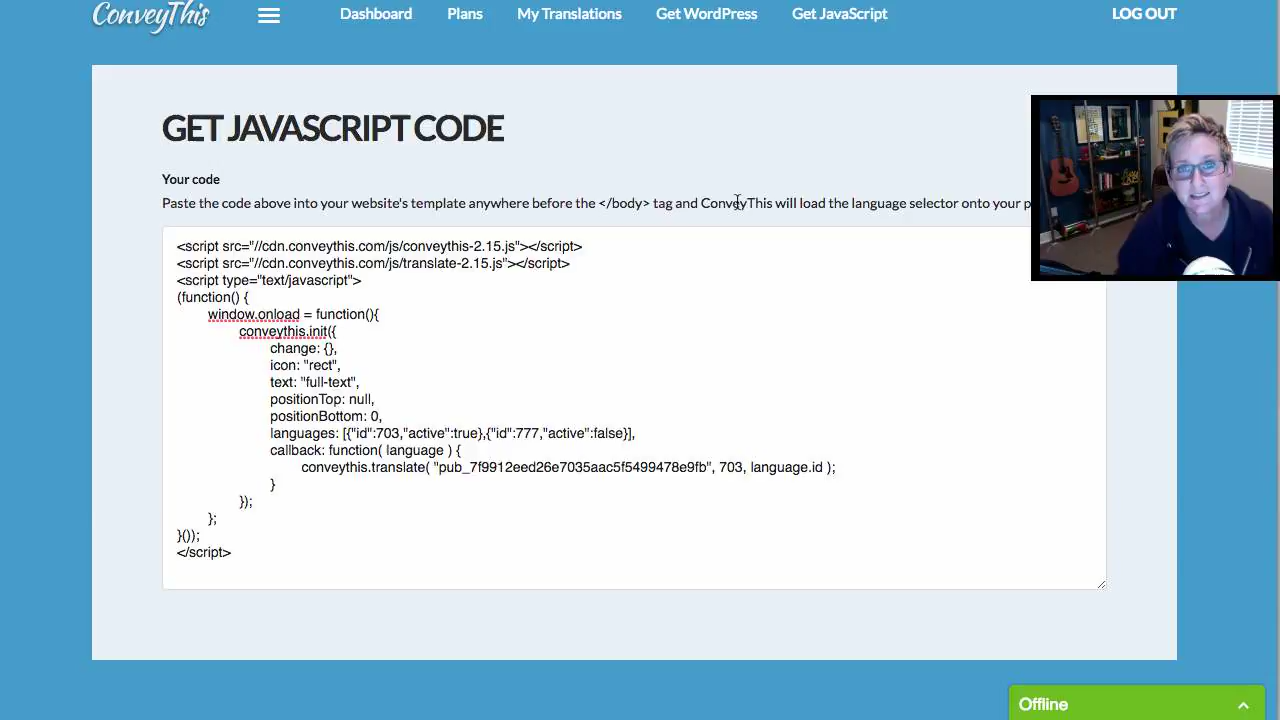 ConveyThis
Dashboard
Plans
My Translations
Get WordPress
Get JavaScript
LOG OUT
GET JAVASCRIPT CODE
Your code
Paste the code above into your website's template anywhere before the </body> tag and ConveyThis will load the language selector onto your
<script src="//cdn.conveythis.com/js/conveythis-2.15.js"></script>
<script src="//cdn.conveythis.com/js/translate-2.15.js"></script>
<script type="text/javascript">
(function() {
window.onload = function(){
conveythis.init({
change: {},
icon: "rect",
text: "full-text",
positionTop: null,
positionBottom: 0,
languages: [{"id":703,"active":true},{"id":777,"active":false}],
callback: function( language ) {
conveythis.translate( "pub_7f9912eed26e7035aac5f5499478e9fb", 703, language.id );
}
});
};
}());
</script>
Offline